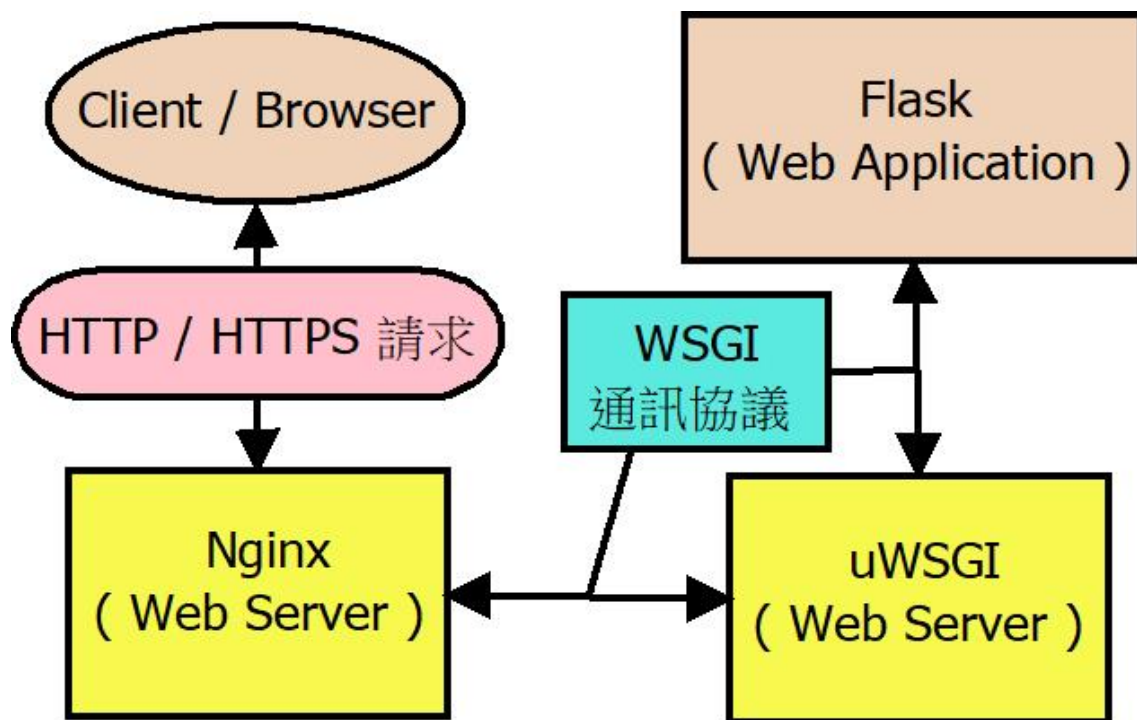 Client / Browser
Flask
( Web Application )
HTTP / HTTPS 請求
WSGI
通訊協議
Nginx
( Web Server )
uWSGI
( Web Server )